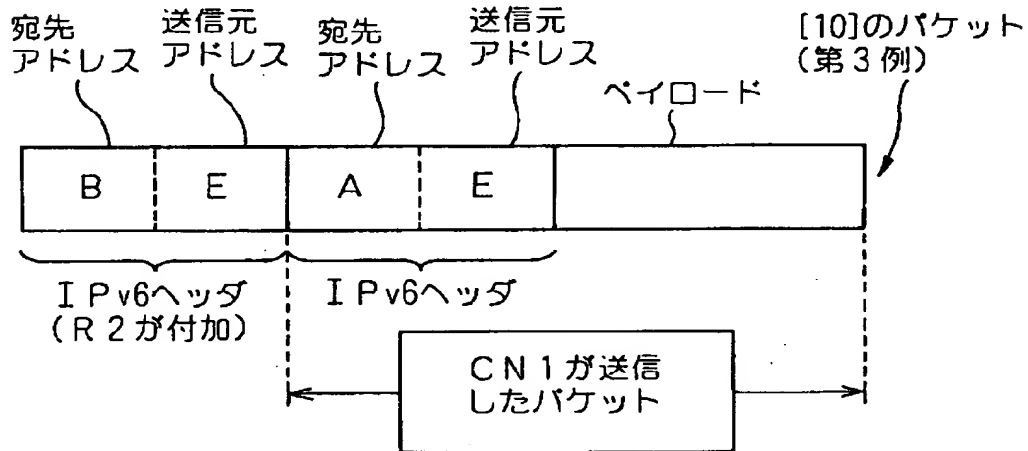 宛先
アドレス
送信元
アドレス
宛先
アドレス
送信元
アドレス
ペイロード
[10]のパケット
(第3例)
B
E
A
E
IPv6ヘッダ
(R2が付加)
IPv6ヘッダ
CN1が送信
したパケット